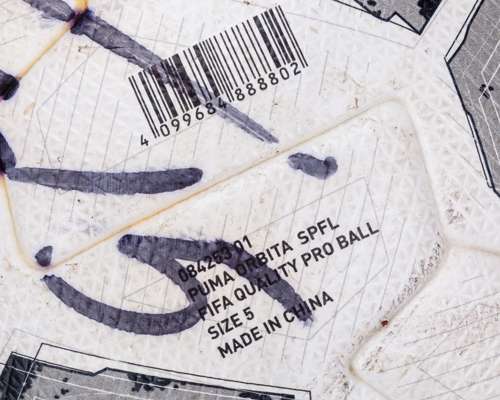 4 099684 888802
084253 01
PUMA ORBITA SPFL
FIFA QUALITY PRO BALL
SIZE 5
MADE IN CHINA